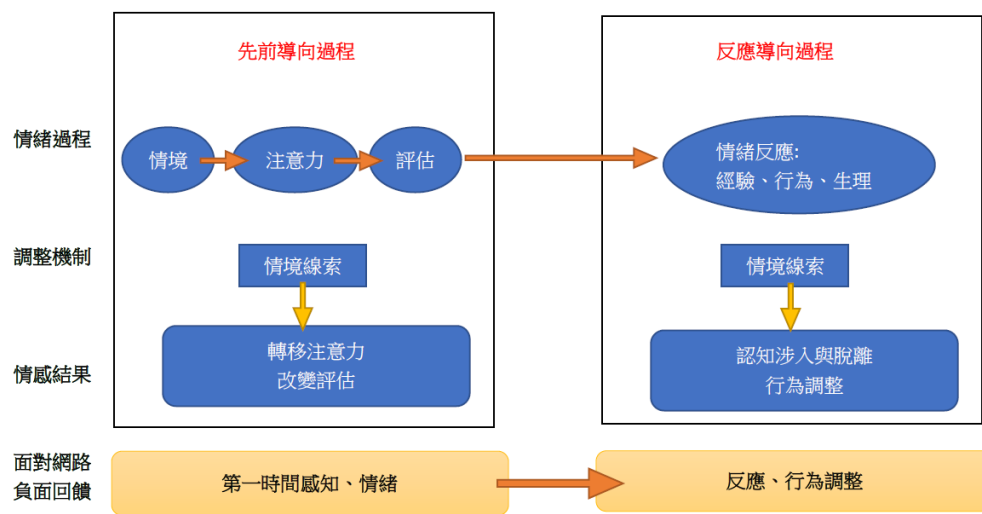 先前導向過程
反應導向過程
情緒過程
情境
注意力
評估
情緒反應:
經驗、行為、生理
調整機制
情境線索
情境線索
情感結果
轉移注意力
改變評估
認知涉入與脫離
行為調整
面對網路
負面回饋
第一時間感知、情緒
反應、行為調整